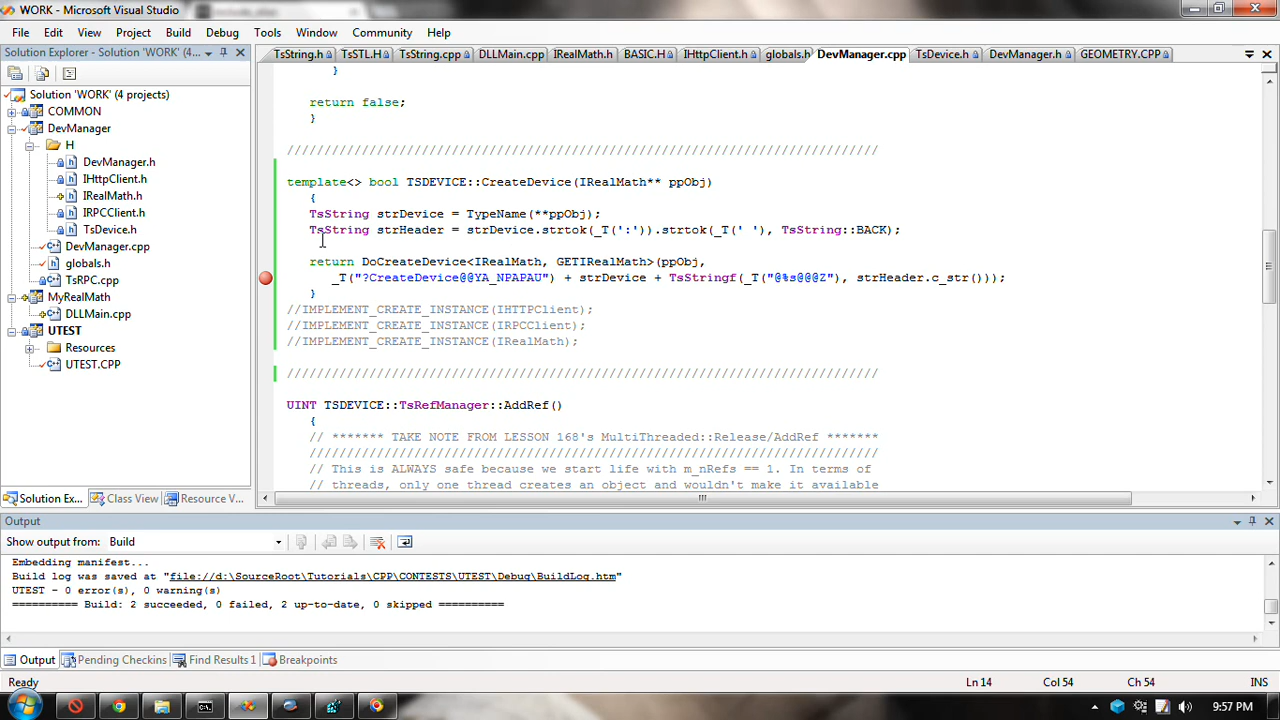 WORK - Microsoft Visual Studio
File Edit View Project Build Debug Tools Window Community Help
Solution Explorer - Solution 'WORK' (4 projects)
TsString.h TsSTL.H TsString.cpp DLLMain.cpp IRealMath.h BASIC.H IHttpClient.h globals.h DevManager.cpp TsDevice.h DevManager.h GEOMETRY.CPP
Solution 'WORK' (4 projects)
COMMON
DevManager
H
DevManager.h
IHttpClient.h
IRealMath.h
IRPCClient.h
TsDevice.h
DevManager.cpp
globals.h
TsRPC.cpp
MyRealMath
DLLMain.cpp
UTEST
Resources
UTEST.CPP
Solution Ex... Class View Resource V...
}
return false;
}
///////////////////////////////////////////////////////////////////////////////
template<> bool TSDEVICE::CreateDevice(IRealMath** ppObj)
{
TsString strDevice = TypeName(**ppObj);
TsString strHeader = strDevice.strtok(_T(':')).strtok(_T(' '), TsString::BACK);
return DoCreateDevice<IRealMath, GETIRealMath>(ppObj,
_T("?CreateDevice@@YA_NPAPAU") + strDevice + TsStringf(_T("@%s@@@Z"), strHeader.c_str()));
}
//IMPLEMENT_CREATE_INSTANCE(IHTTPClient);
//IMPLEMENT_CREATE_INSTANCE(IRPCClient);
//IMPLEMENT_CREATE_INSTANCE(IRealMath);
///////////////////////////////////////////////////////////////////////////////
UINT TSDEVICE::TsRefManager::AddRef()
{
// ******* TAKE NOTE FROM LESSON 168's MultiThreaded::Release/AddRef *******
////////////////////////////////////////////////////////////////////////////
// This is ALWAYS safe because we start life with m_nRefs == 1. In terms of
// threads, only one thread creates an object and wouldn't make it available
Output
Show output from: Build
Embedding manifest...
Build log was saved at "file://d:\SourceRoot\Tutorials\CPP\CONTESTS\UTEST\Debug\BuildLog.htm"
UTEST - 0 error(s), 0 warning(s)
========== Build: 2 succeeded, 0 failed, 2 up-to-date, 0 skipped ==========
Output Pending Checkins Find Results 1 Breakpoints
Ready Ln 14 Col 54 Ch 54 INS
9:57 PM